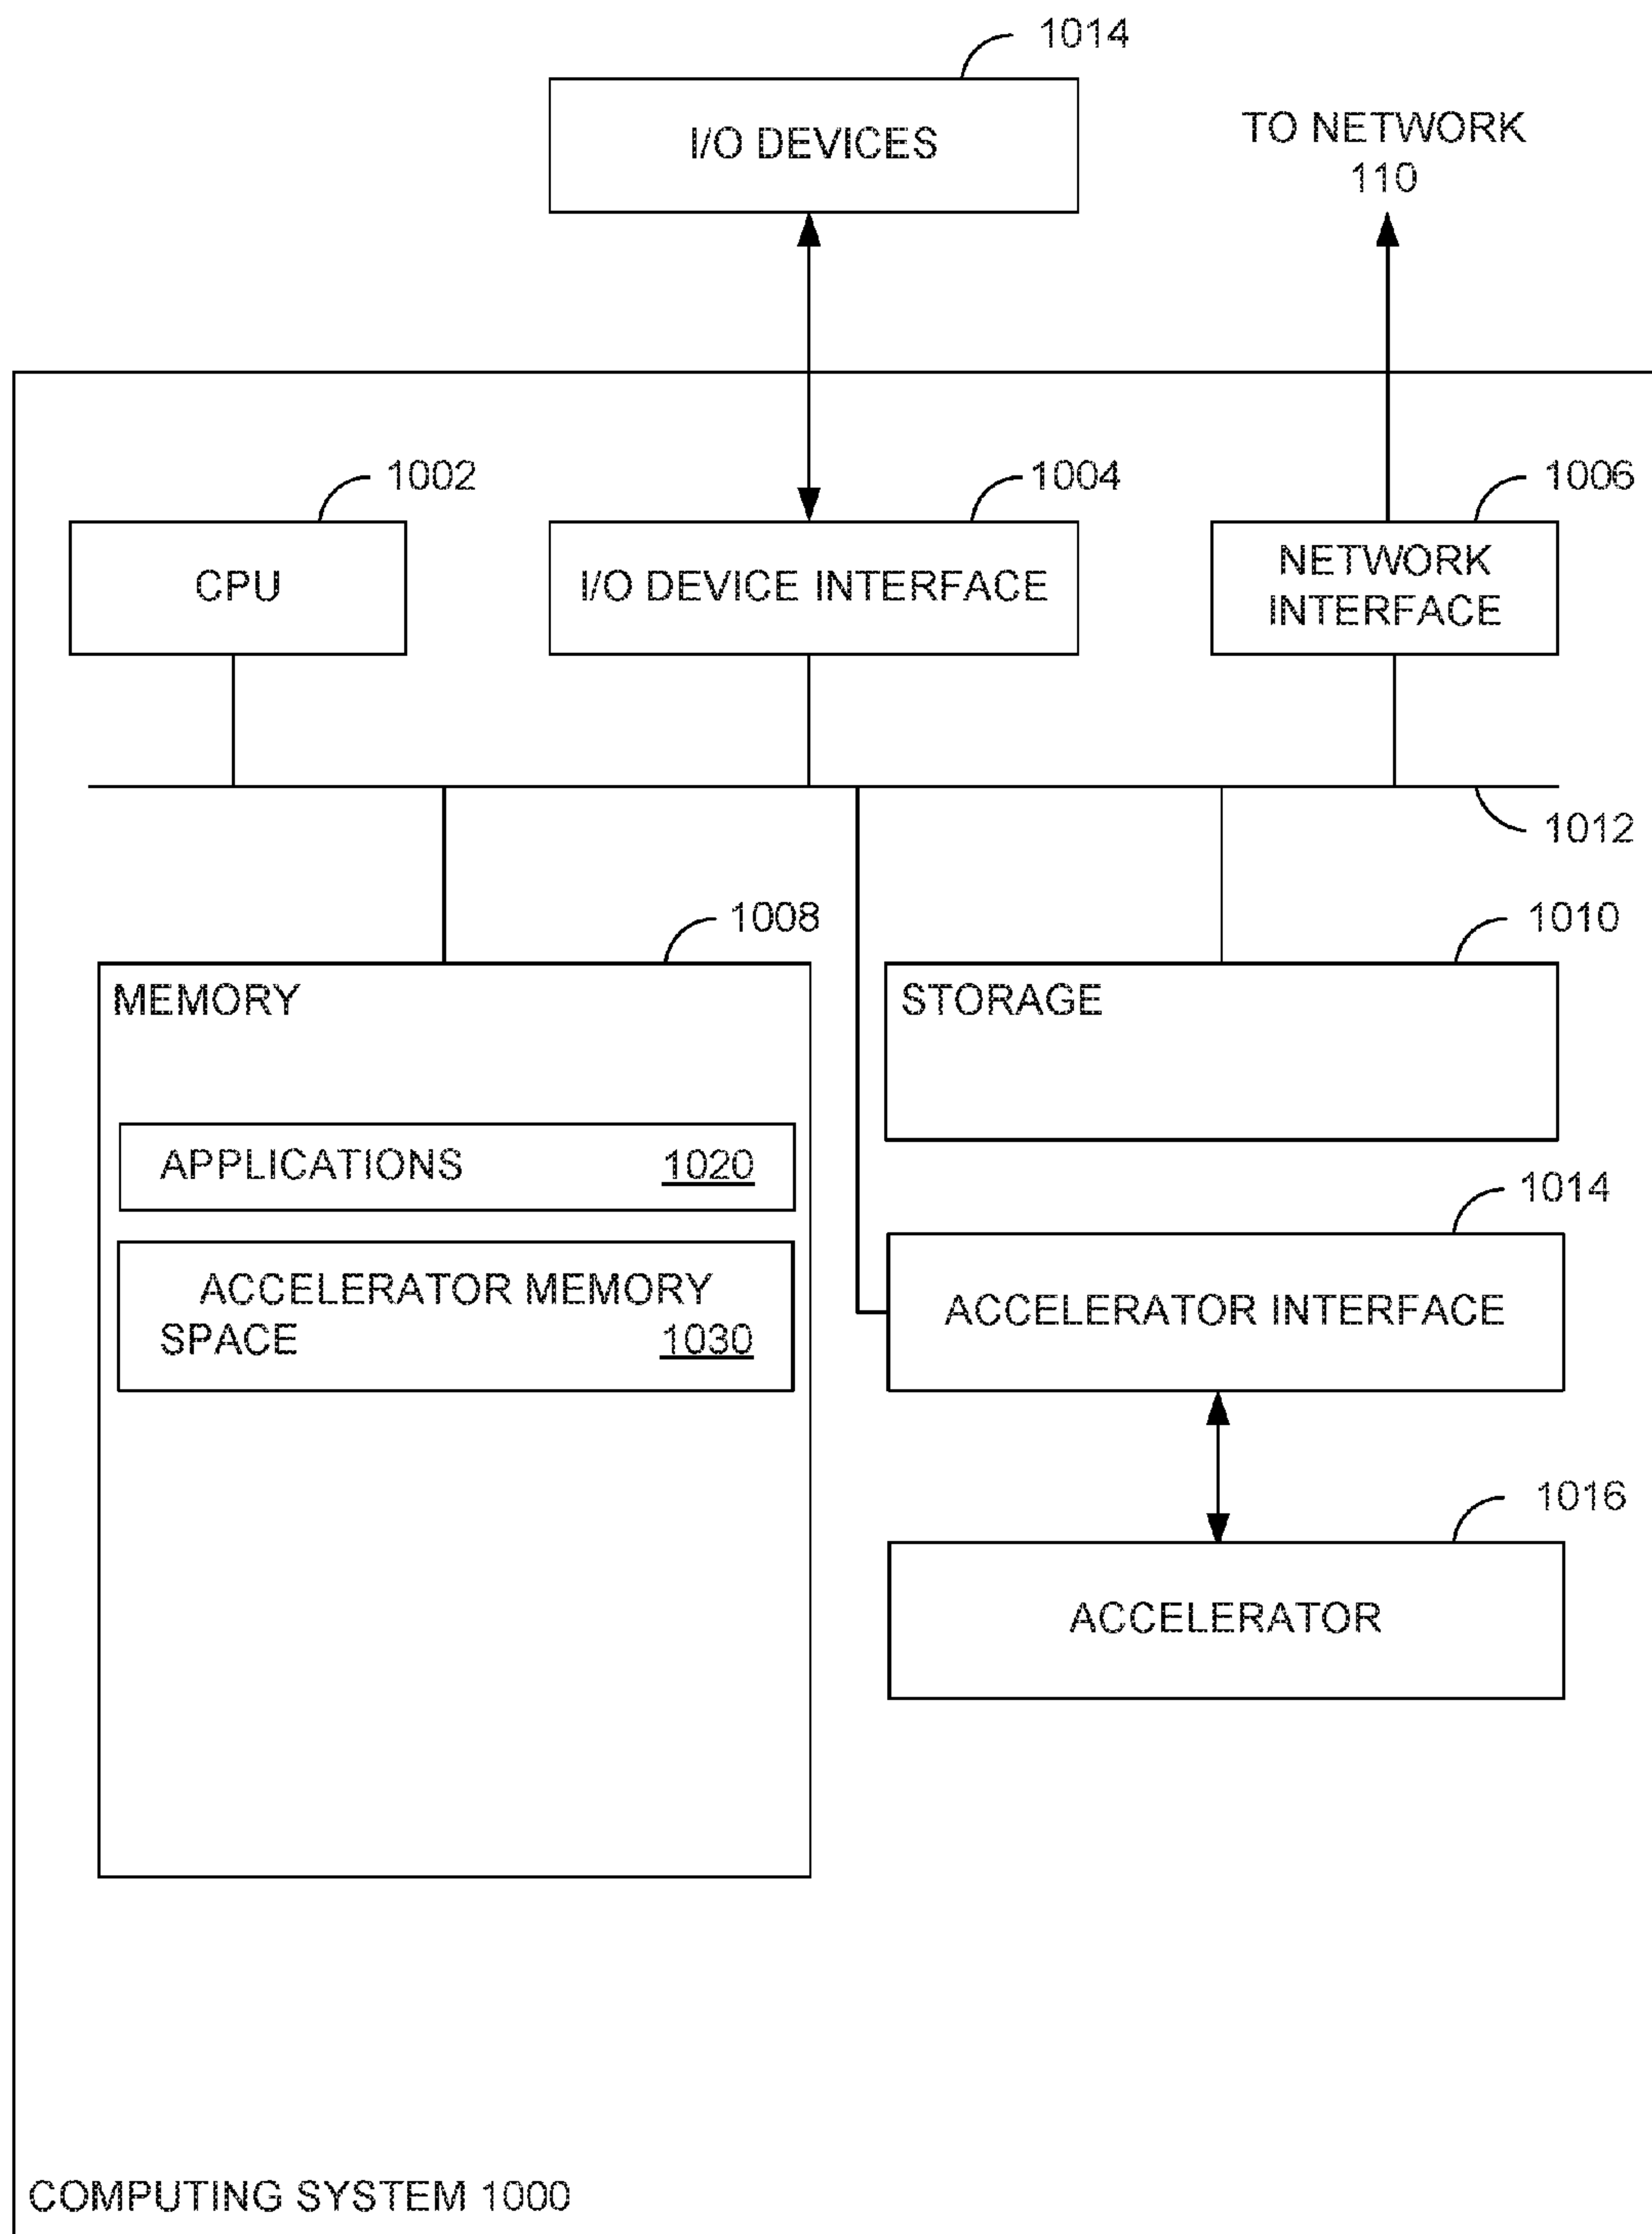 1014
I/O DEVICES
TO NETWORK
110
1002
1004
1006
CPU
I/O DEVICE INTERFACE
NETWORK
INTERFACE
1012
1008
1010
MEMORY
STORAGE
APPLICATIONS 1020
1014
ACCELERATOR MEMORY
SPACE 1030
ACCELERATOR INTERFACE
1016
ACCELERATOR
COMPUTING SYSTEM 1000